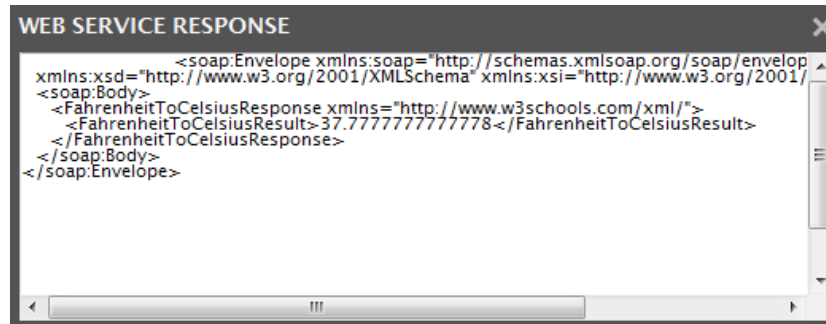 WEB SERVICE RESPONSE
<soap:Envelope xmlns:soap="http://schemas.xmlsoap.org/soap/envelop
xmlns:xsd="http://www.w3.org/2001/XMLSchema" xmlns:xsi="http://www.w3.org/2001/
<soap:Body>
<FahrenheitToCelsiusResponse xmlns="http://www.w3schools.com/xml/">
<FahrenheitToCelsiusResult>37.7777777777778</FahrenheitToCelsiusResult>
</FahrenheitToCelsiusResponse>
</soap:Body>
</soap:Envelope>